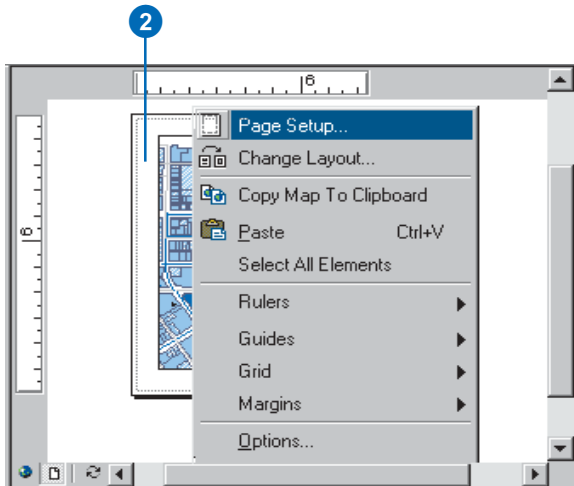 2
6
6
Page Setup...
Change Layout...
Copy Map To Clipboard
Paste Ctrl+V
Select All Elements
Rulers
Guides
Grid
Margins
Options...